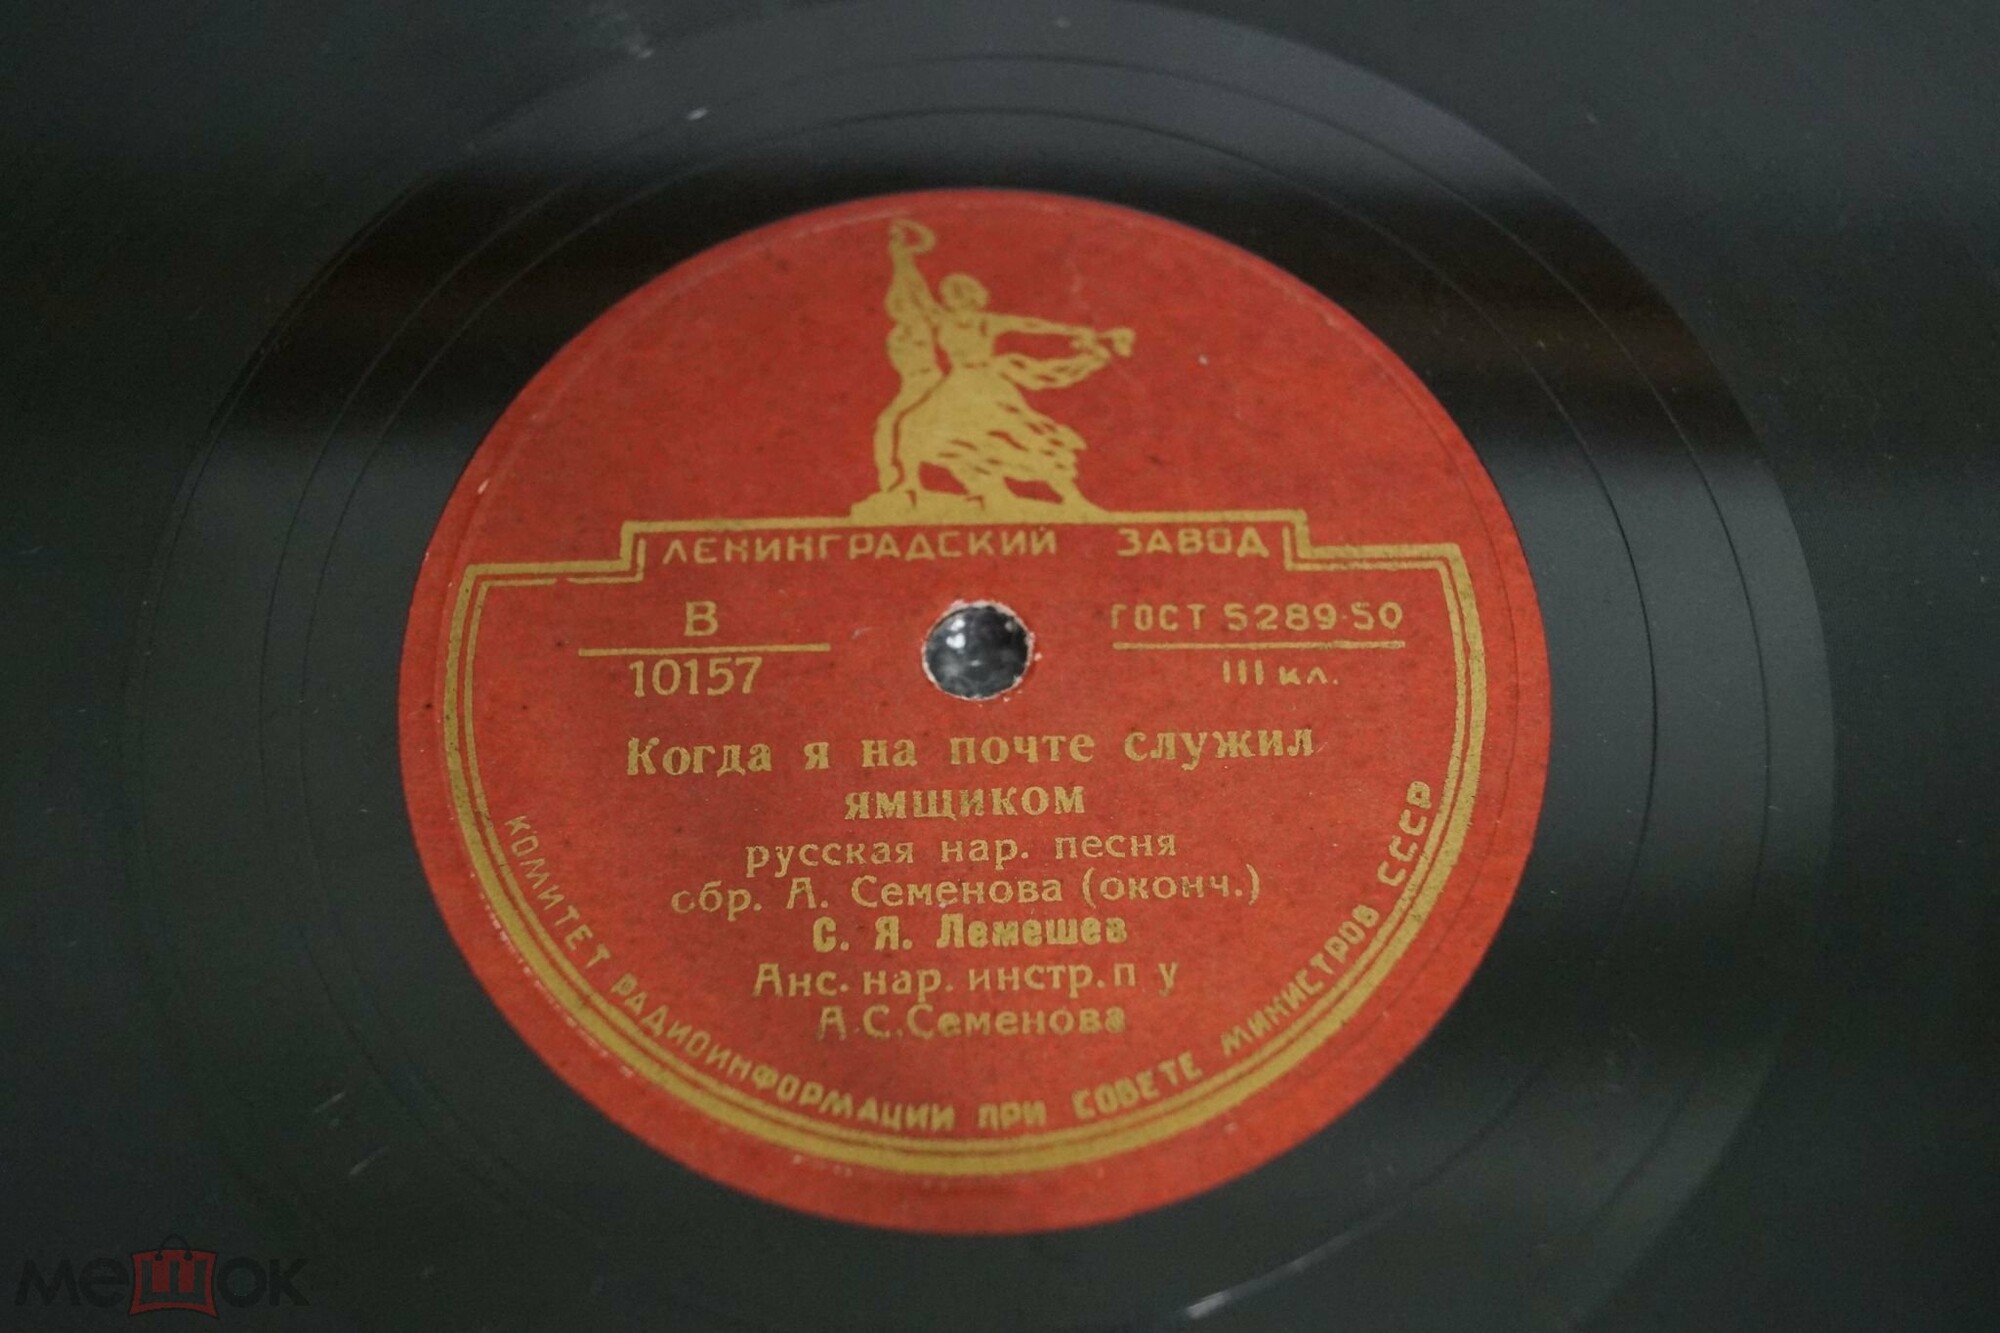 ЛЕНИНГРАДСКИЙ ЗАВОД
В
10157
ГОСТ 5289-50
III кл.
Когда я на почте служил
ямщиком
русская нар. песня
обр. А. Семенова (оконч.)
С. Я. Лемешев
Анс. нар. инстр. п у
А. С. Семенова
КОМИТЕТ РАДИОИНФОРМАЦИИ ПРИ СОВЕТЕ МИНИСТРОВ СССР
мешок